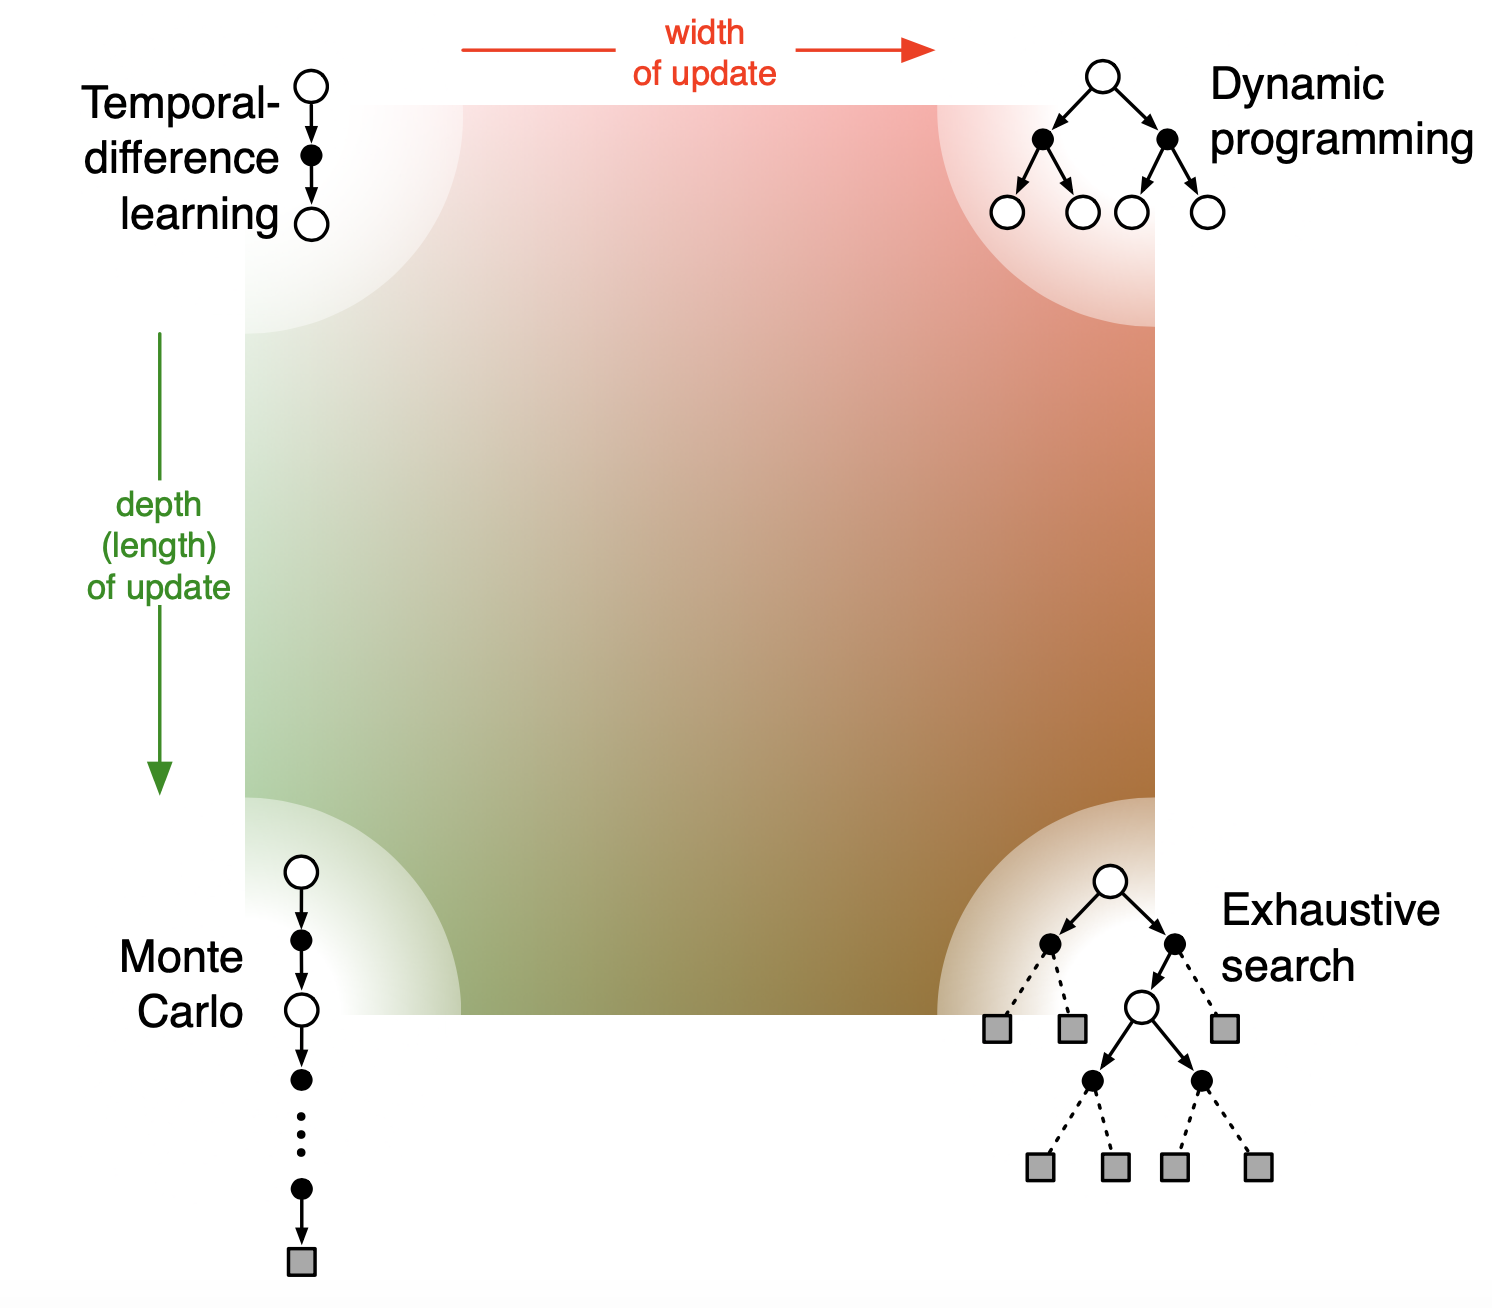 width
of update
Temporal-
difference
learning
Dynamic
programming
depth
(length)
of update
Monte
Carlo
Exhaustive
search